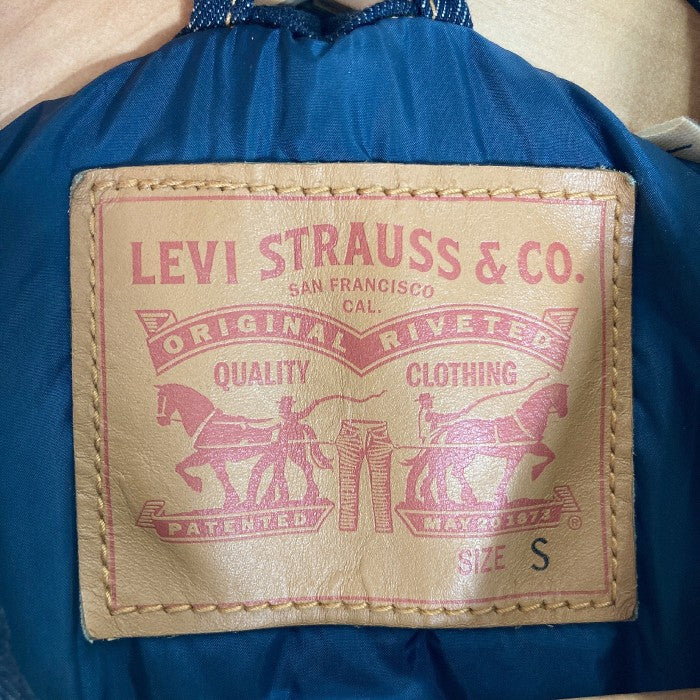 LEVI STRAUSS & CO.
SAN FRANCISCO
CAL.
ORIGINAL RIVETED
QUALITY CLOTHING
PATENTED MAY 20 1873 ®
SIZE S